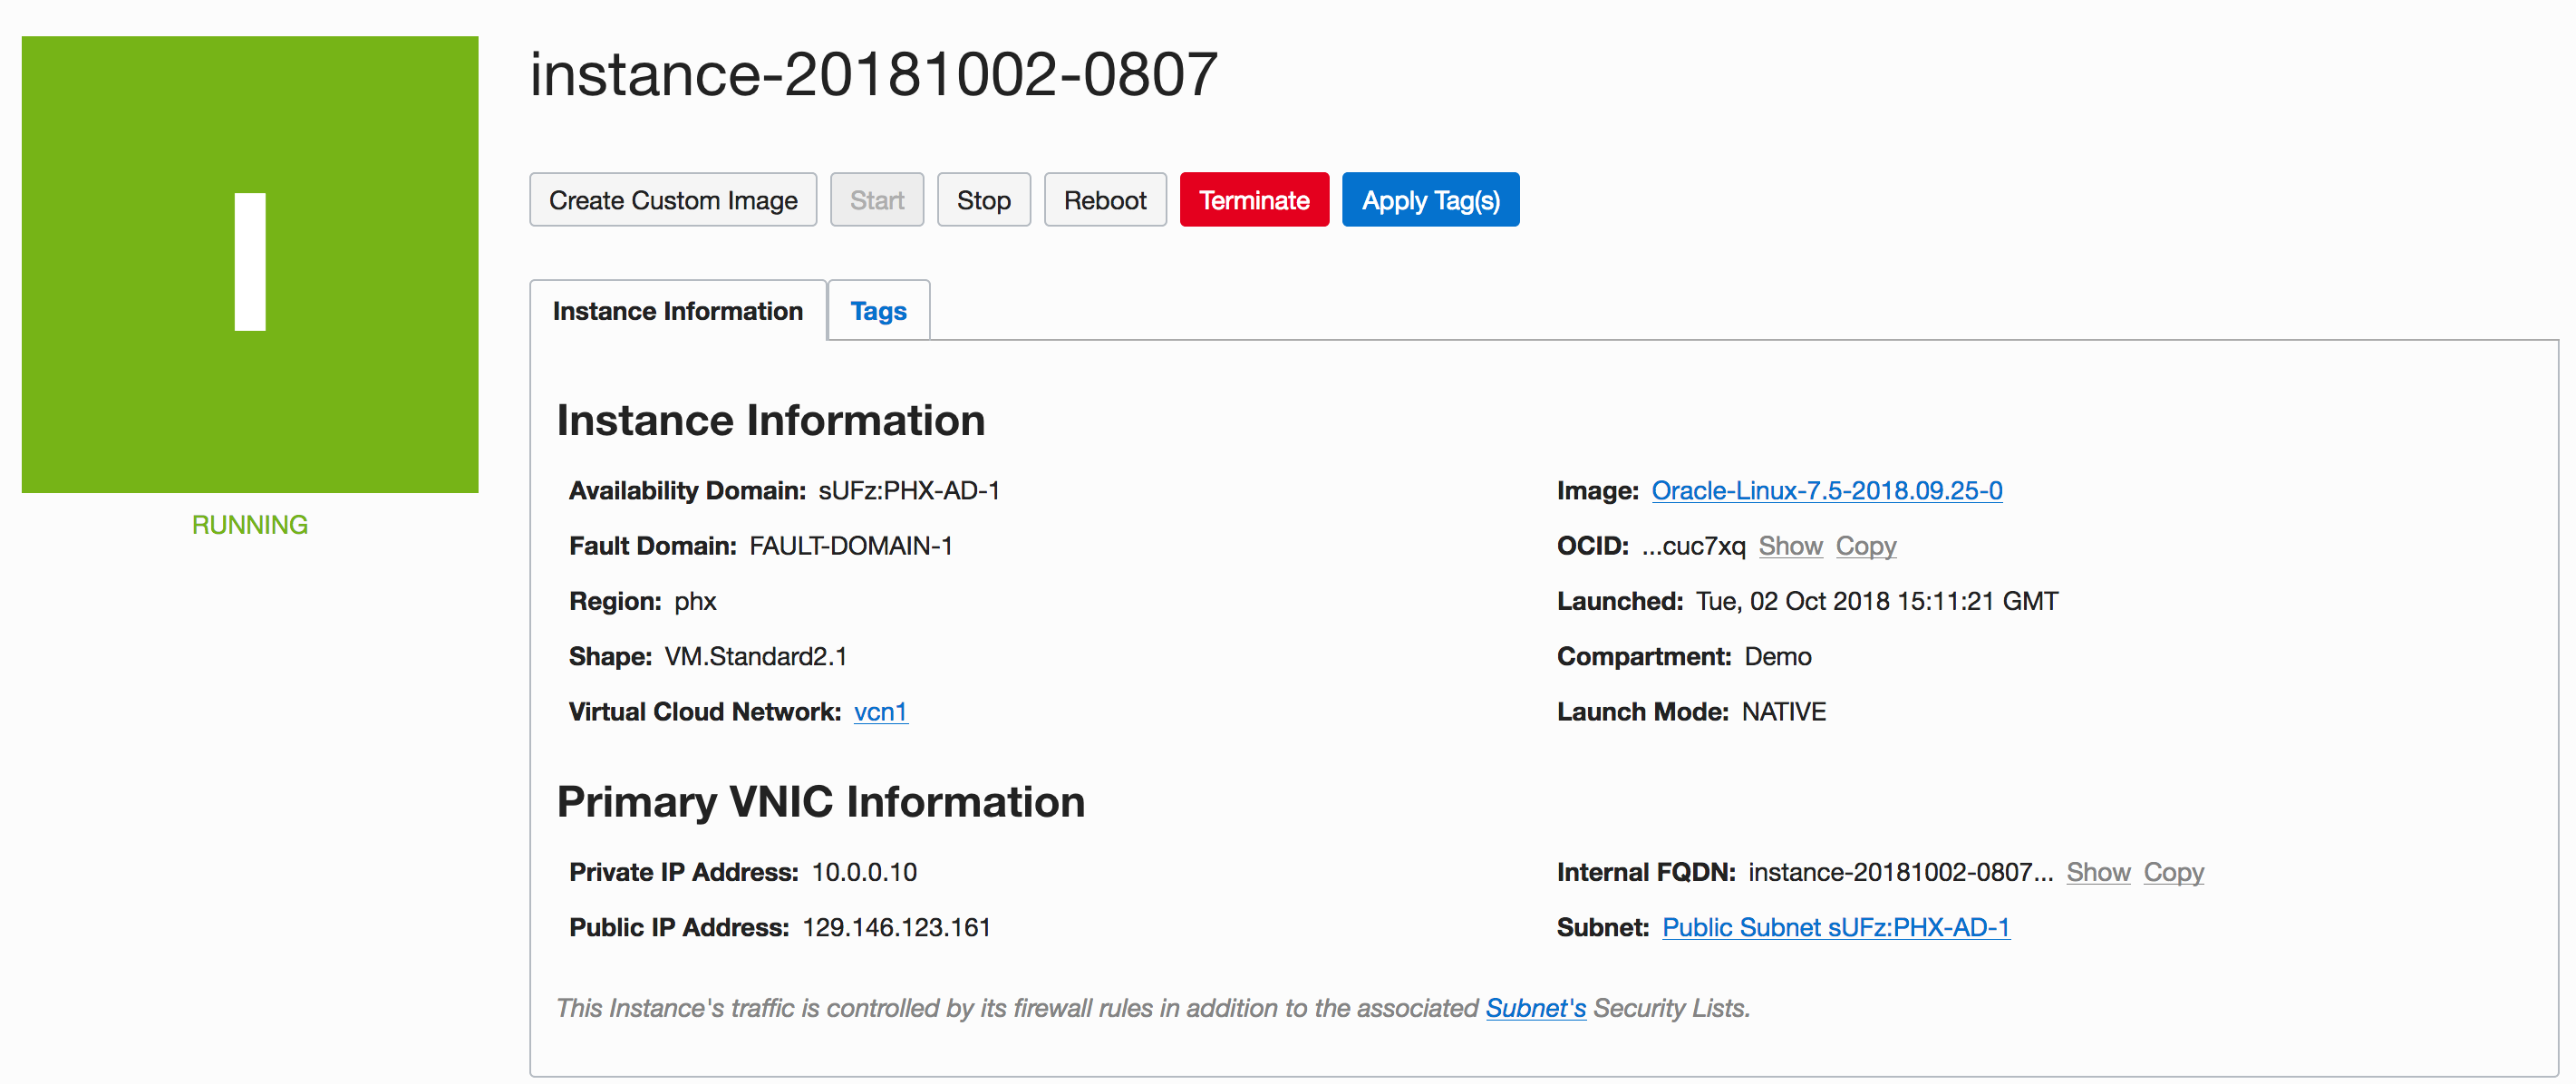 I
RUNNING
instance-20181002-0807
Create Custom Image Start Stop Reboot Terminate Apply Tag(s)
Instance Information Tags
Instance Information
Availability Domain: sUFz:PHX-AD-1
Fault Domain: FAULT-DOMAIN-1
Region: phx
Shape: VM.Standard2.1
Virtual Cloud Network: vcn1
Image: Oracle-Linux-7.5-2018.09.25-0
OCID: ...cuc7xq Show Copy
Launched: Tue, 02 Oct 2018 15:11:21 GMT
Compartment: Demo
Launch Mode: NATIVE
Primary VNIC Information
Private IP Address: 10.0.0.10
Public IP Address: 129.146.123.161
Internal FQDN: instance-20181002-0807... Show Copy
Subnet: Public Subnet sUFz:PHX-AD-1
This Instance's traffic is controlled by its firewall rules in addition to the associated Subnet's Security Lists.